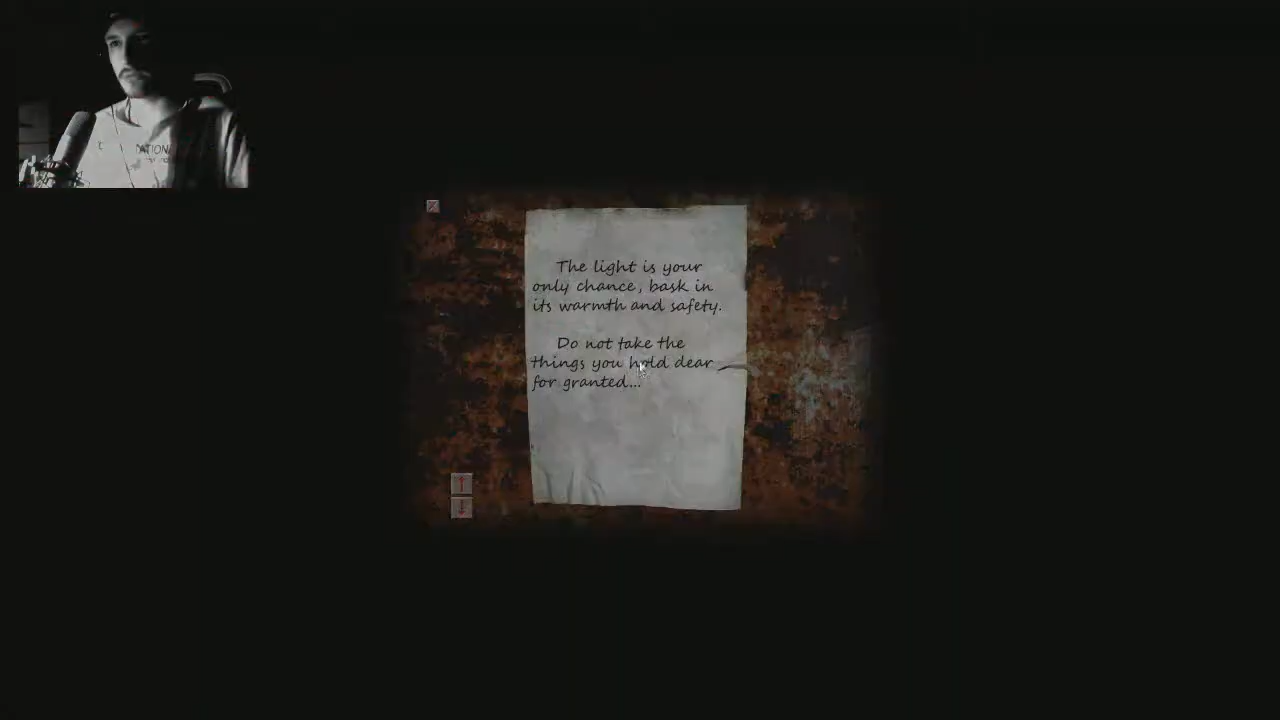 The light is your
only chance, bask in
its warmth and safety.
Do not take the
things you hold dear
for granted...